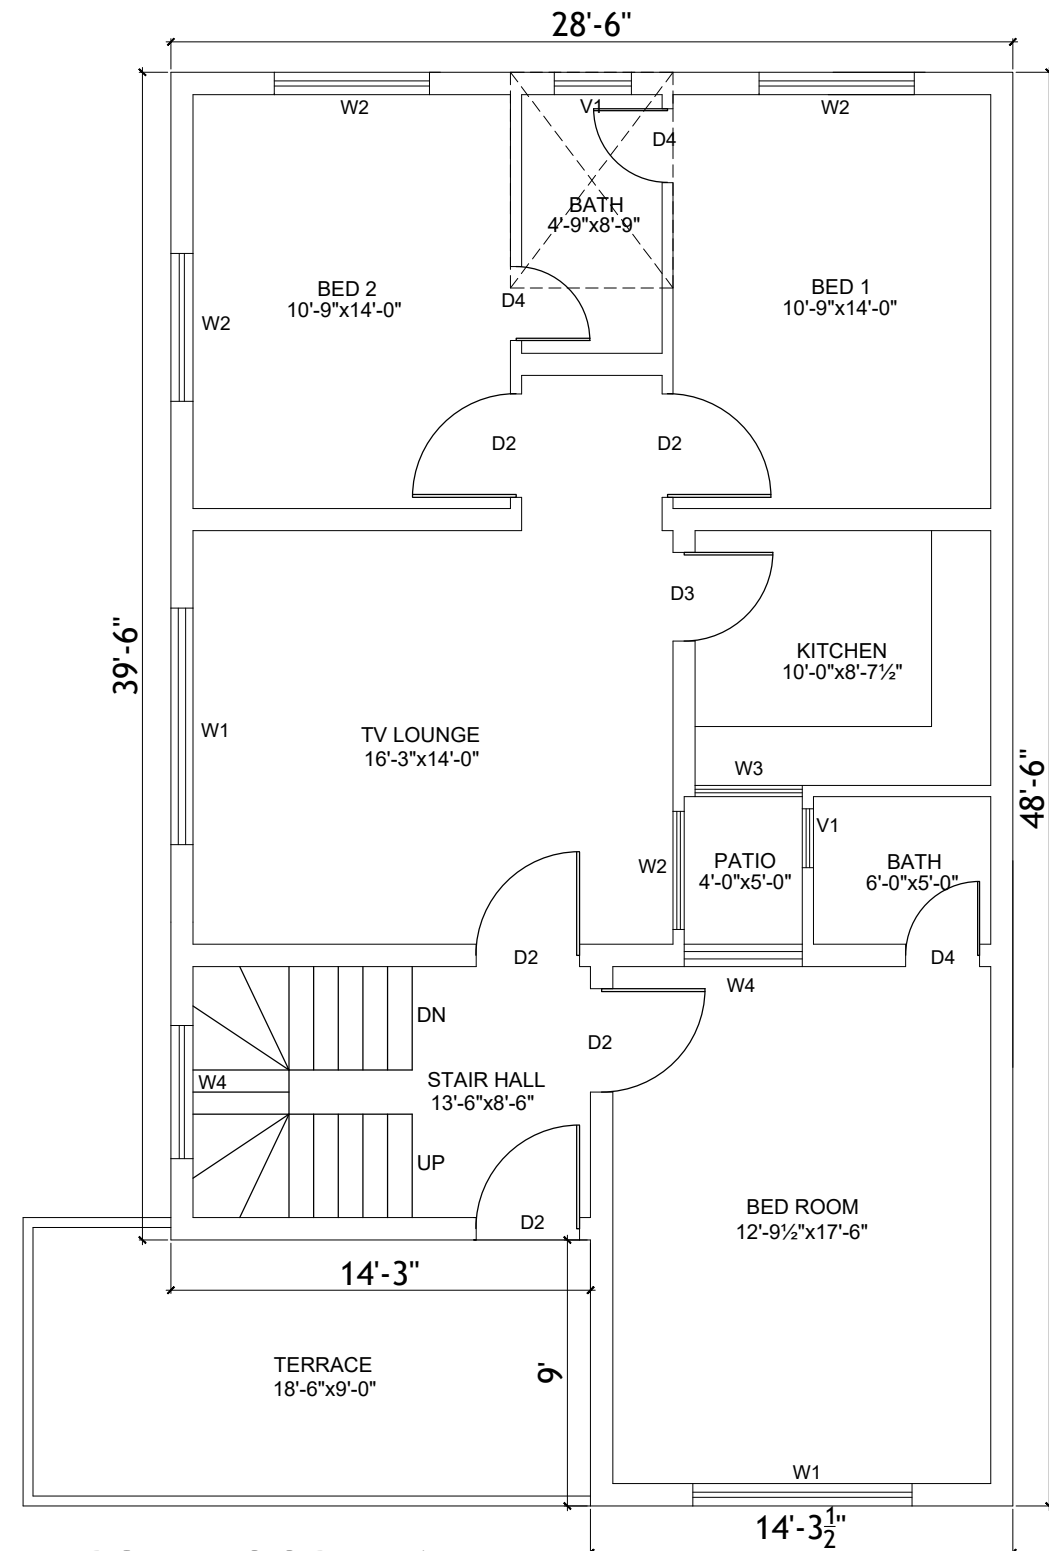 28'-6"
W2
V1
W2
D4
BATH
4'-9"x8'-9"
BED 2
10'-9"x14'-0"
D4
BED 1
10'-9"x14'-0"
W2
D2
D2
D3
39'-6"
KITCHEN
10'-0"x8'-7½"
W1
TV LOUNGE
16'-3"x14'-0"
W3
48'-6"
V1
W2
PATIO
4'-0"x5'-0"
BATH
6'-0"x5'-0"
D2
D4
W4
DN
D2
W4
STAIR HALL
13'-6"x8'-6"
UP
D2
BED ROOM
12'-9½"x17'-6"
14'-3"
TERRACE
18'-6"x9'-0"
9'
W1
14'-3½"